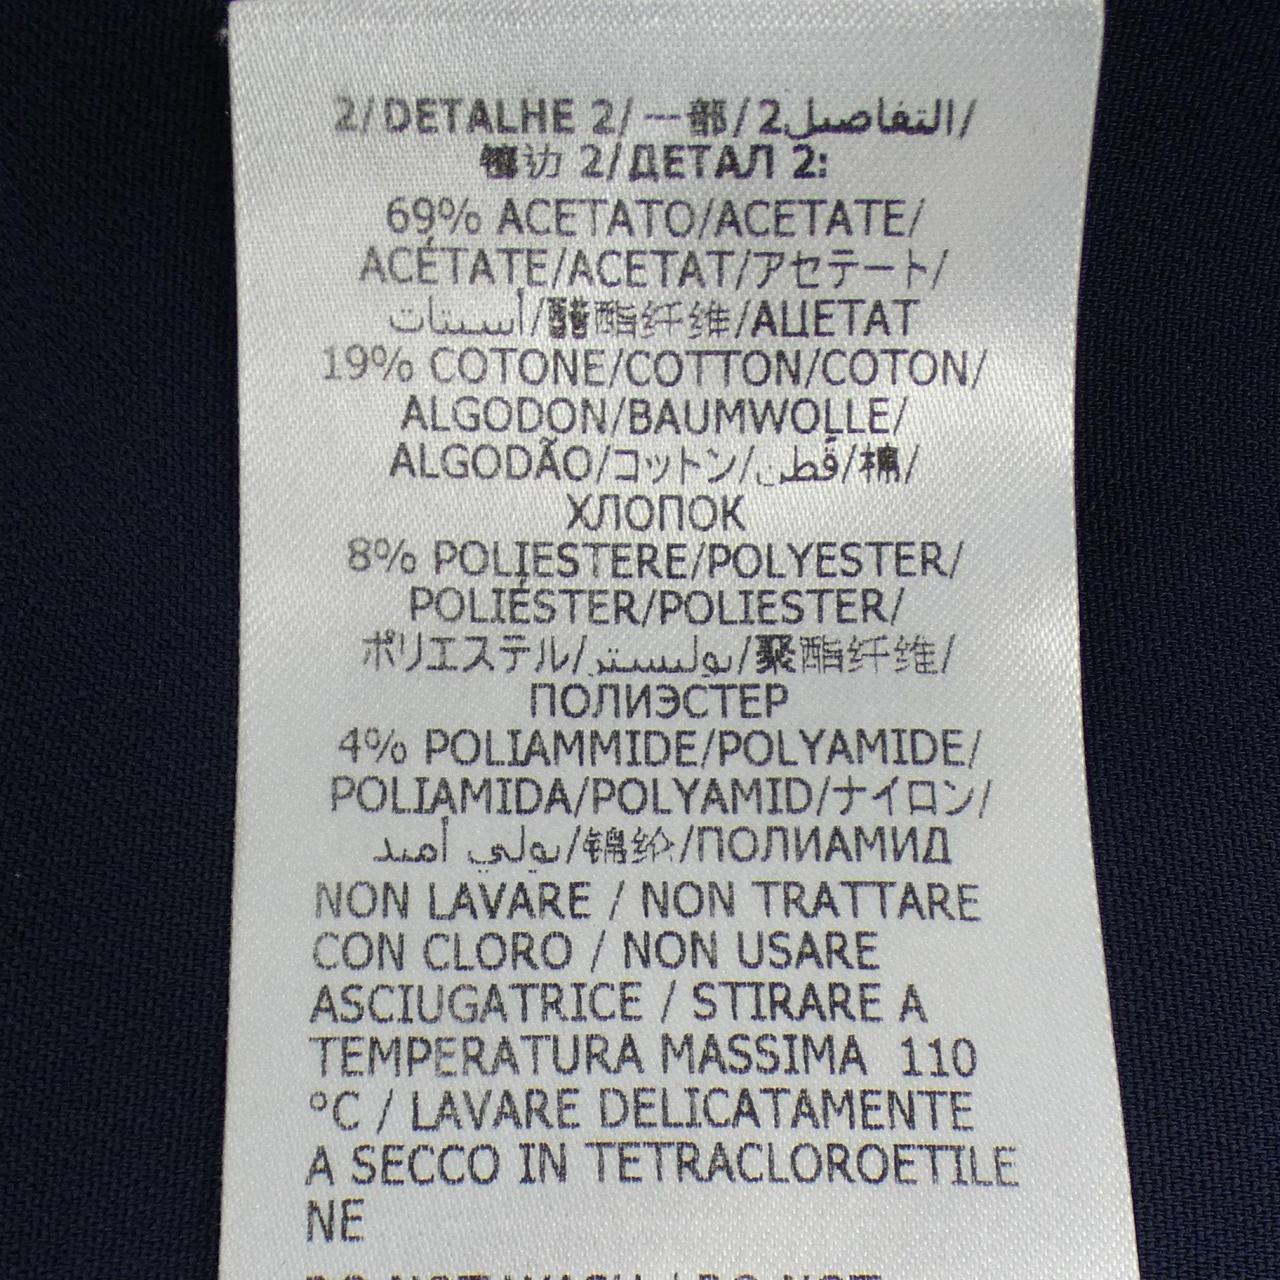 2/DETALHE 2/一部/2التفاصيل/
镶边 2/ДЕТАЛ 2:
69% ACETATO/ACETATE/
ACÉTATE/ACETAT/アセテート/
أسيتات/醋酯纤维/АЦЕТАТ
19% COTONE/COTTON/COTON/
ALGODON/BAUMWOLLE/
ALGODÃO/コットン/قُطن/棉/
ХЛОПОК
8% POLIESTERE/POLYESTER/
POLIÉSTER/POLIESTER/
ポリエステル/بوليستر/聚酯纤维/
ПОЛИЭСТЕР
4% POLIAMMIDE/POLYAMIDE/
POLIAMIDA/POLYAMID/ナイロン/
بولي أميد/锦纶/ПОЛИАМИД
NON LAVARE / NON TRATTARE
CON CLORO / NON USARE
ASCIUGATRICE / STIRARE A
TEMPERATURA MASSIMA 110
°C / LAVARE DELICATAMENTE
A SECCO IN TETRACLOROETILE
NE